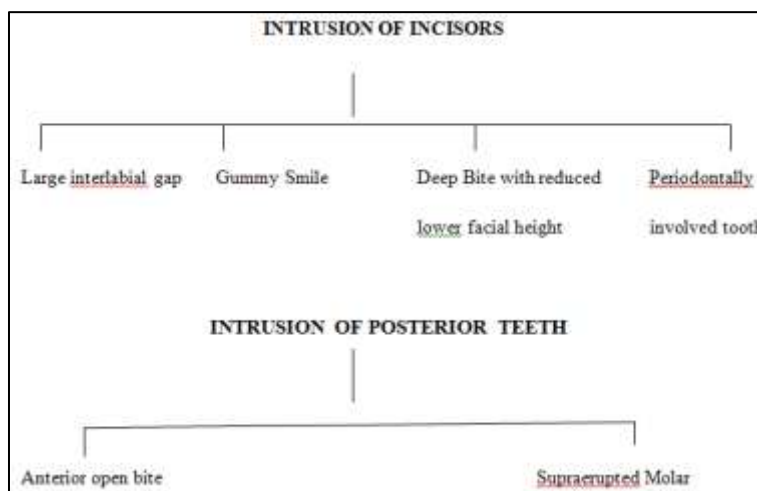 INTRUSION OF INCISORS
Large interlabial gap
Gummy Smile
Deep Bite with reduced
lower facial height
Periodontally
involved tooth
INTRUSION OF POSTERIOR TEETH
Anterior open bite
Supraerupted Molar